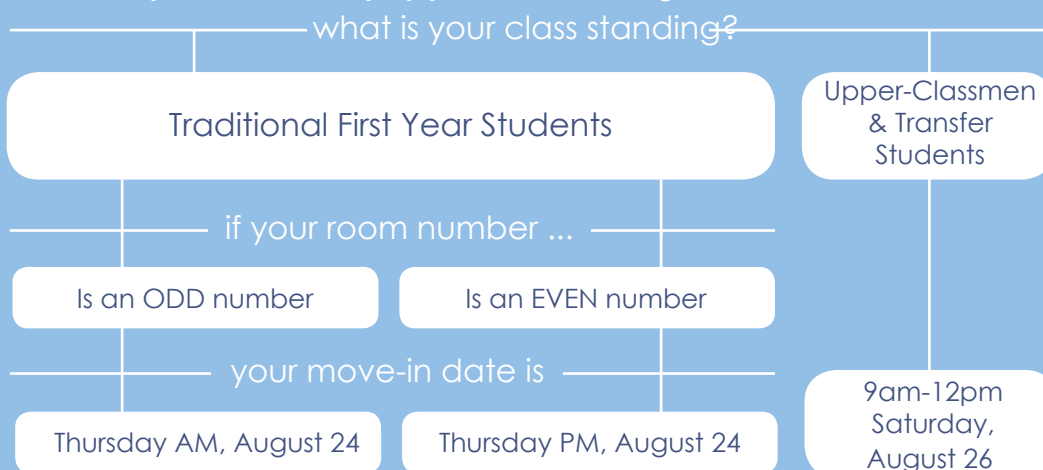 what is your class standing?
Traditional First Year Students
Upper-Classmen
& Transfer
Students
if your room number ...
Is an ODD number
Is an EVEN number
your move-in date is
Thursday AM, August 24
Thursday PM, August 24
9am-12pm
Saturday,
August 26